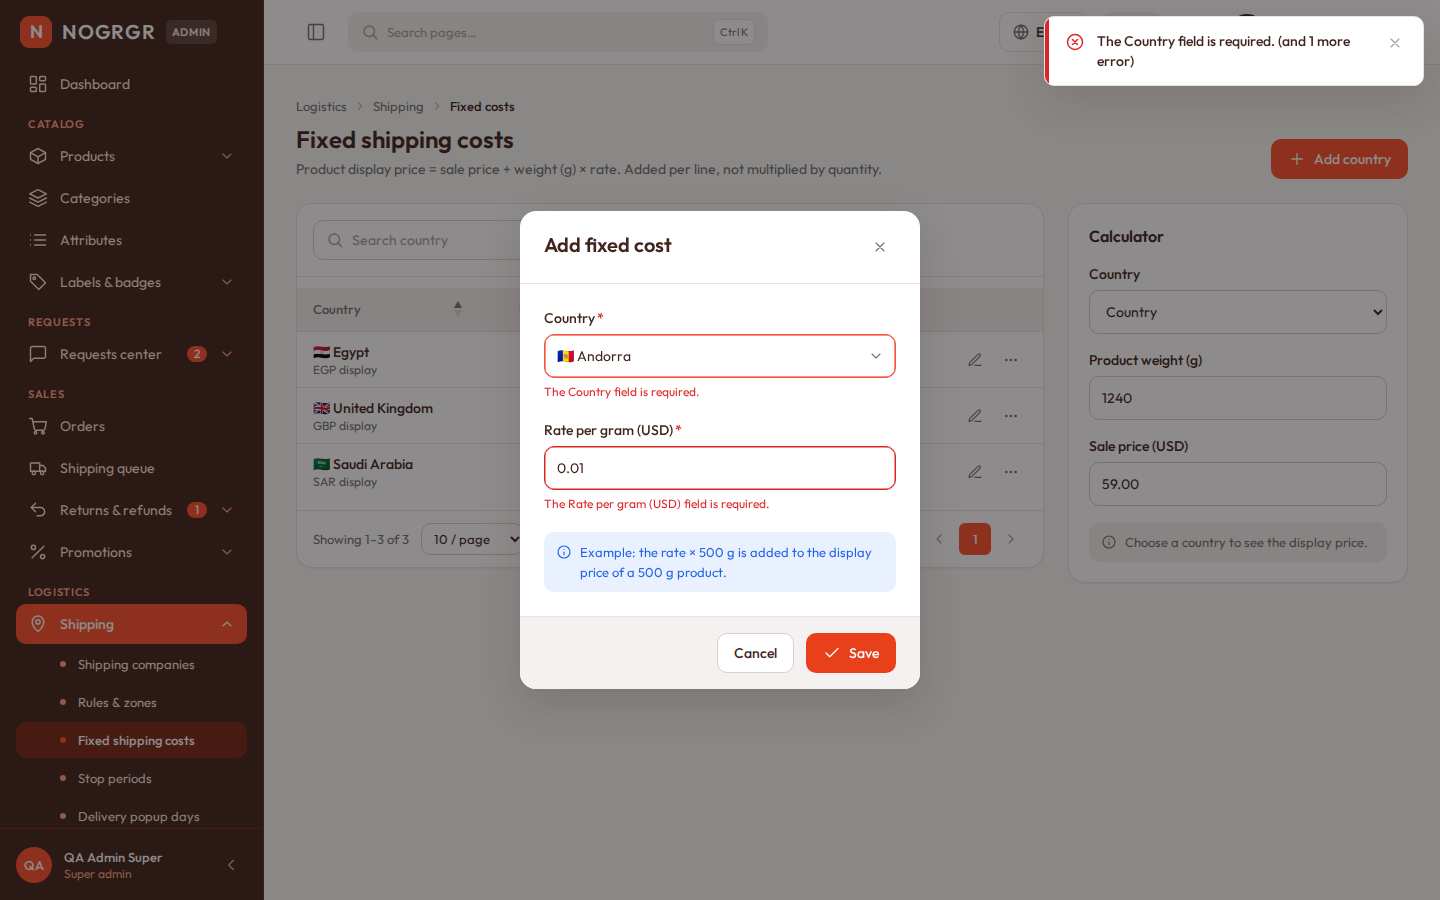 N NOGRGR ADMIN
Dashboard
CATALOG
Products
Categories
Attributes
Labels & badges
REQUESTS
Requests center 2
SALES
Orders
Shipping queue
Returns & refunds 1
Promotions
LOGISTICS
Shipping
Shipping companies
Rules & zones
Fixed shipping costs
Stop periods
Delivery popup days
QA QA Admin Super
Super admin
Search pages... Ctrl K
The Country field is required. (and 1 more
error)
Logistics Shipping Fixed costs
Fixed shipping costs
Product display price = sale price + weight (g) × rate. Added per line, not multiplied by quantity.
Add country
Search country
Country
Egypt
EGP display
United Kingdom
GBP display
Saudi Arabia
SAR display
Showing 1–3 of 3 10 / page 1
Add fixed cost
Country *
Andorra
The Country field is required.
Rate per gram (USD) *
0.01
The Rate per gram (USD) field is required.
Example: the rate × 500 g is added to the display
price of a 500 g product.
Cancel Save
Calculator
Country
Country
Product weight (g)
1240
Sale price (USD)
59.00
Choose a country to see the display price.